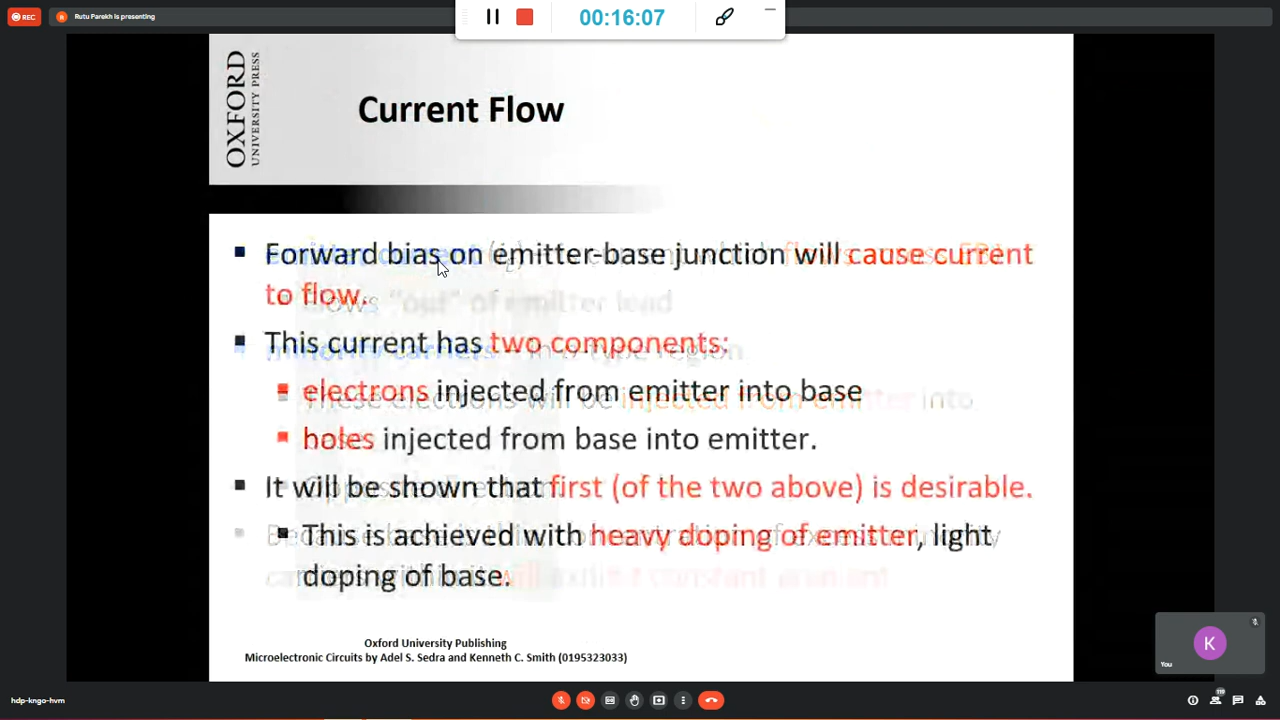 REC
Rutu Parekh is presenting
00:16:07
OXFORD
UNIVERSITY PRESS
Current Flow
Forward bias on emitter-base junction will cause current
to flow.
This current has two components:
electrons injected from emitter into base
holes injected from base into emitter.
It will be shown that first (of the two above) is desirable.
This is achieved with heavy doping of emitter, light
doping of base.
Oxford University Publishing
Microelectronic Circuits by Adel S. Sedra and Kenneth C. Smith (0195323033)
K
You
hdp-kngo-hvm